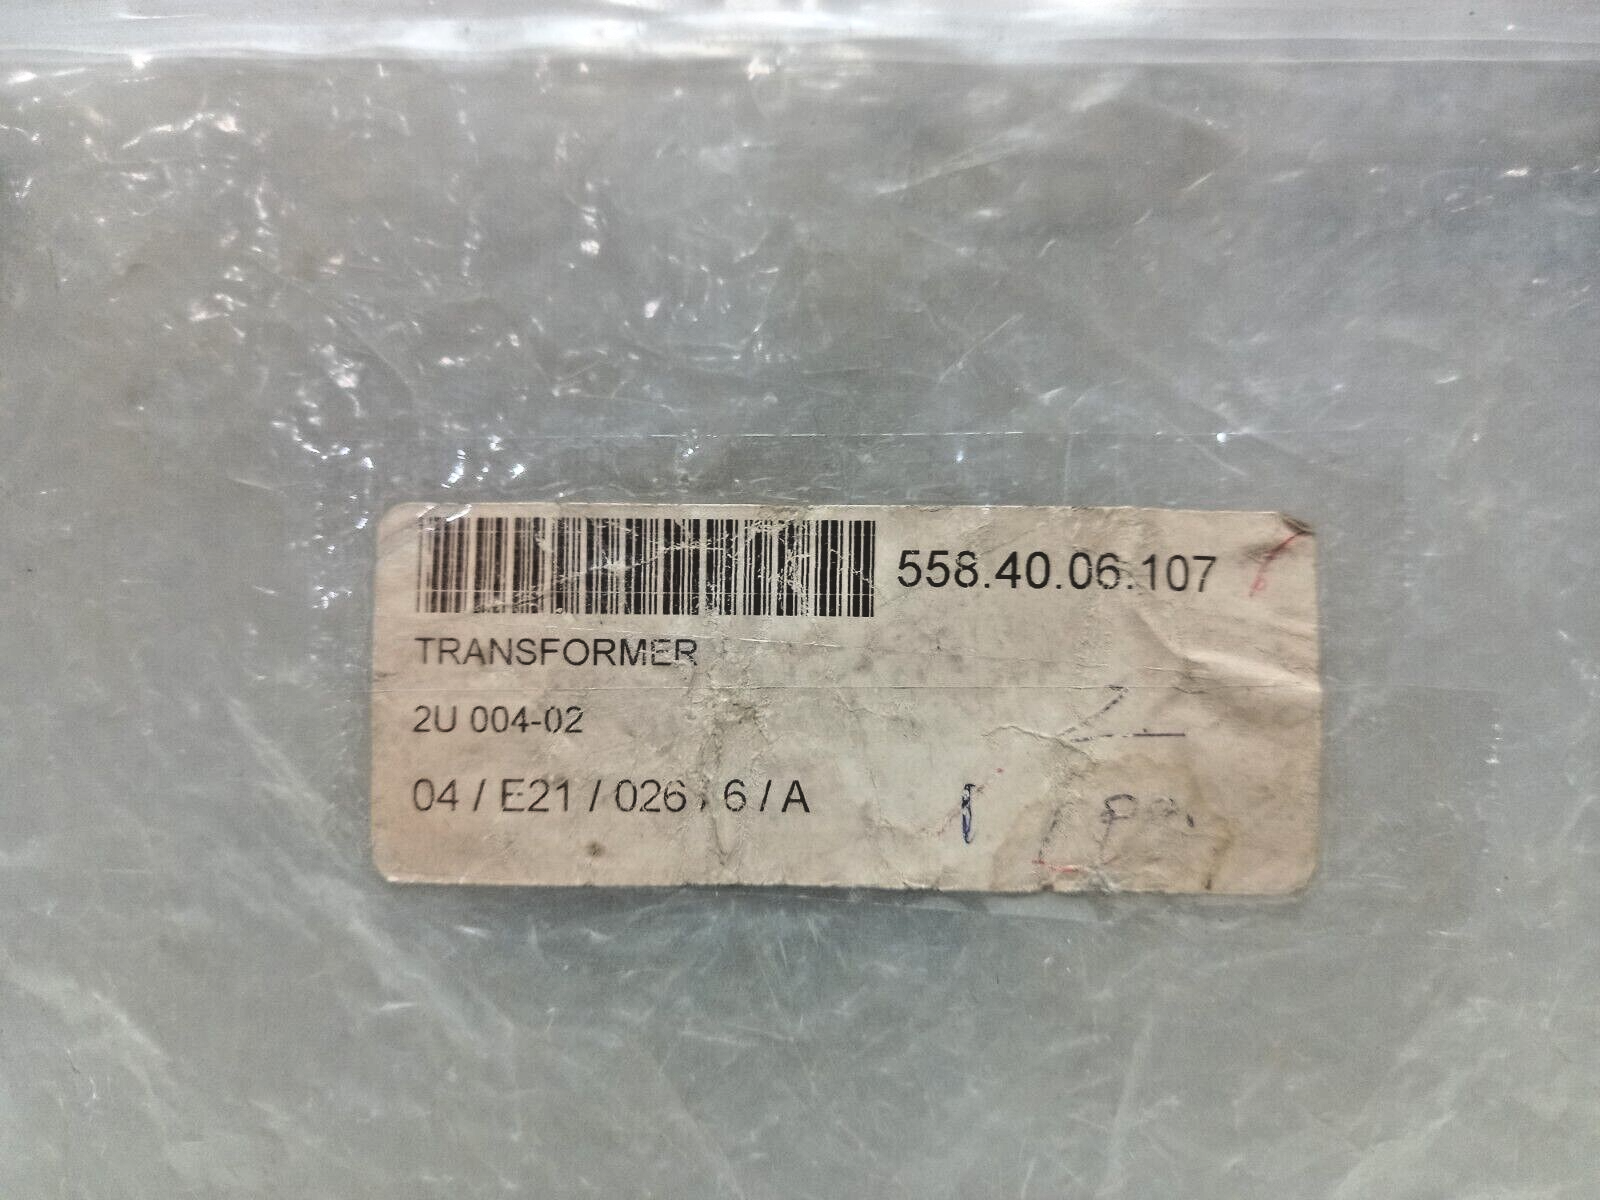 558.40.06.107
TRANSFORMER
2U 004-02
04 / E21 / 026 / 6 / A